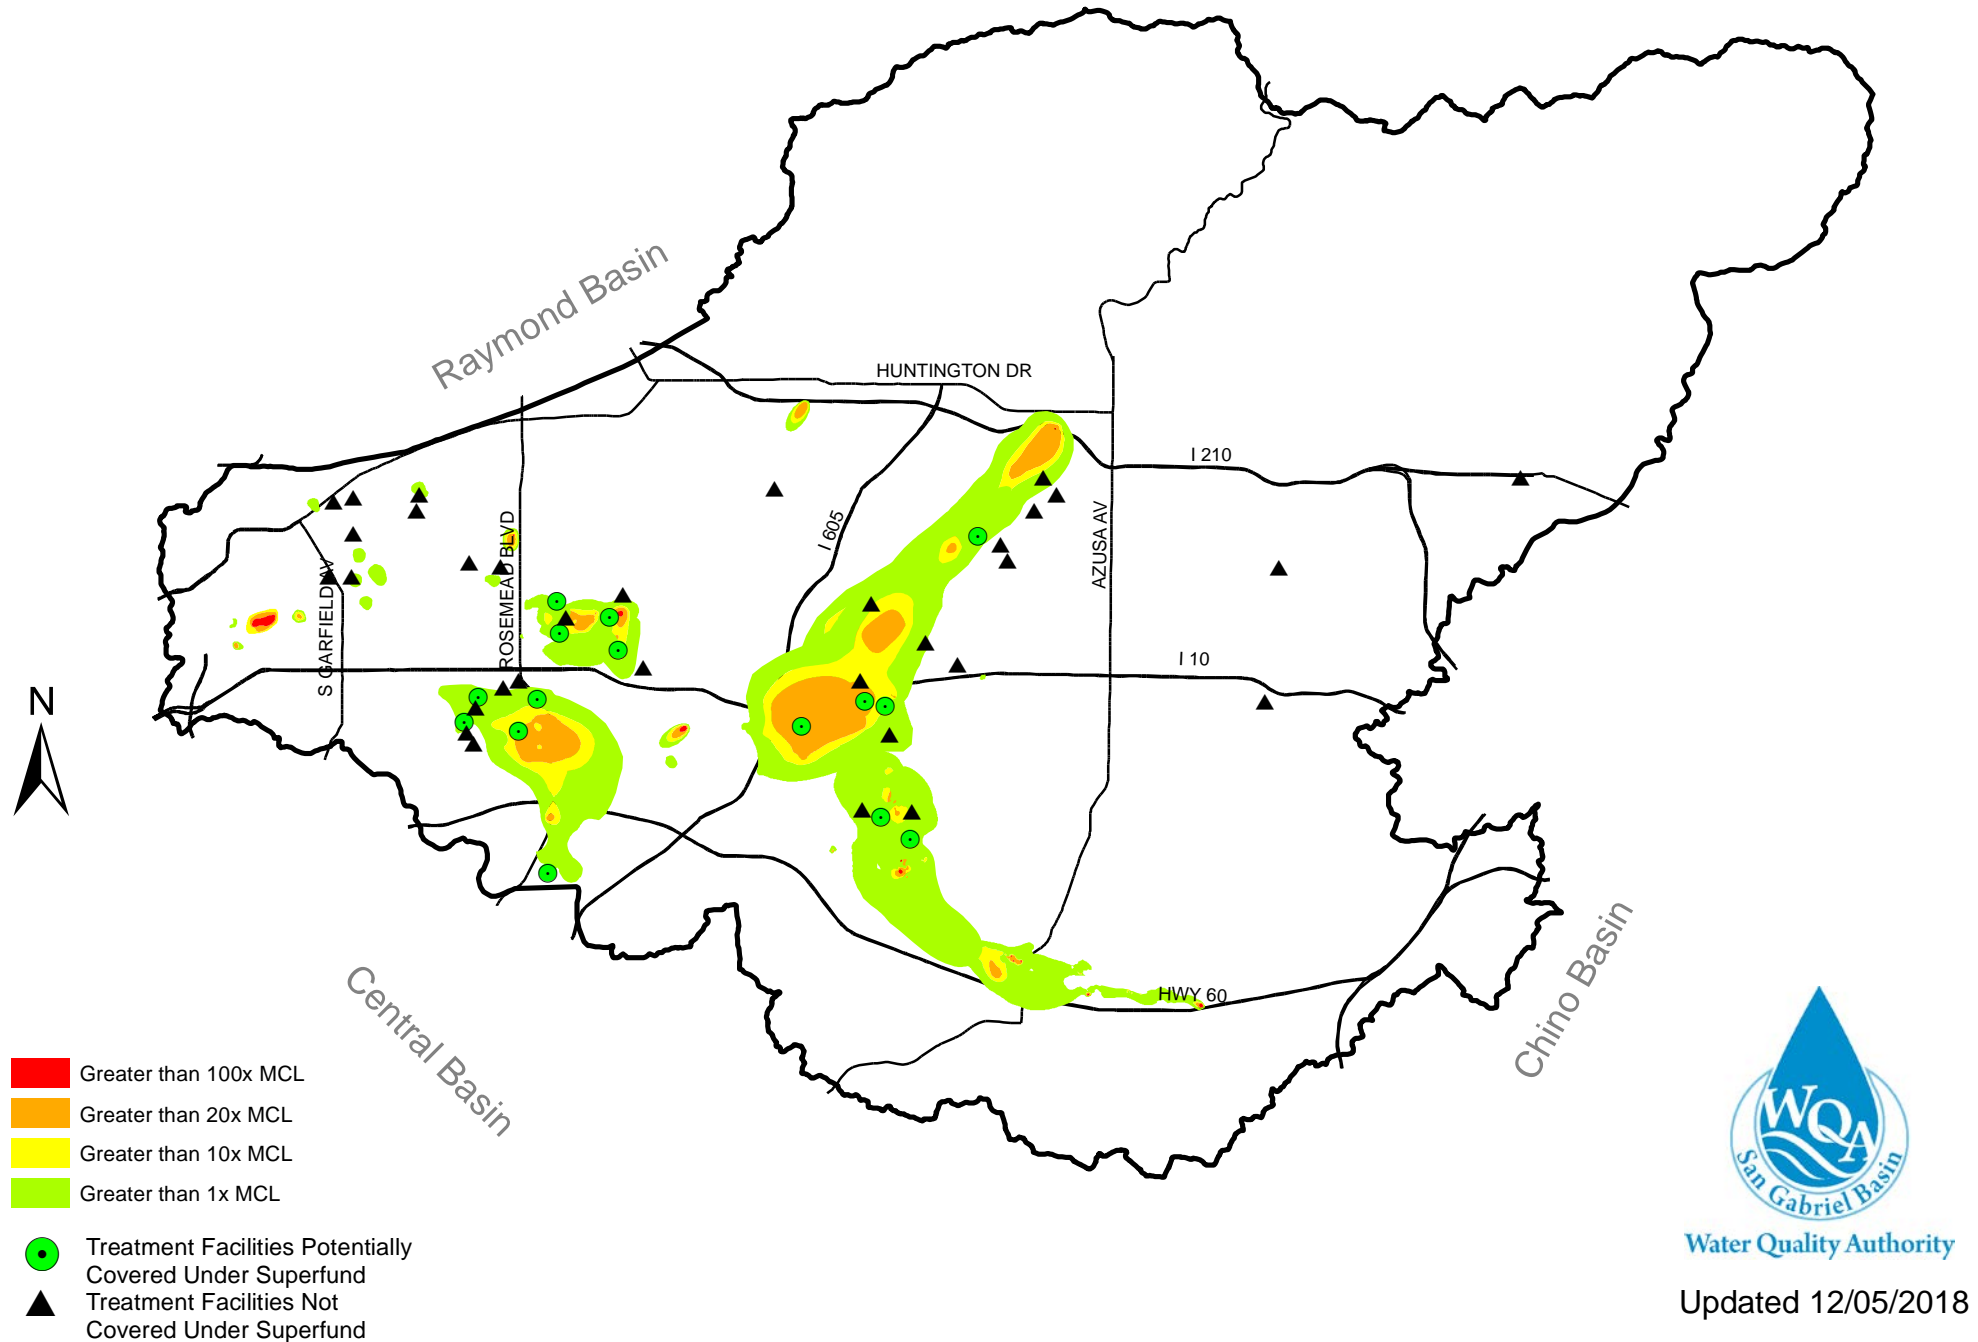 Raymond Basin
HUNTINGTON DR
I 210
I 605
AZUSA AV
ROSEMEAD BLVD
S GARFIELD AV
I 10
N
HWY 60
Central Basin
Chino Basin
Greater than 100x MCL
Greater than 20x MCL
Greater than 10x MCL
Greater than 1x MCL
Treatment Facilities Potentially
Covered Under Superfund
Treatment Facilities Not
Covered Under Superfund
WQA
San Gabriel Basin
Water Quality Authority
Updated 12/05/2018